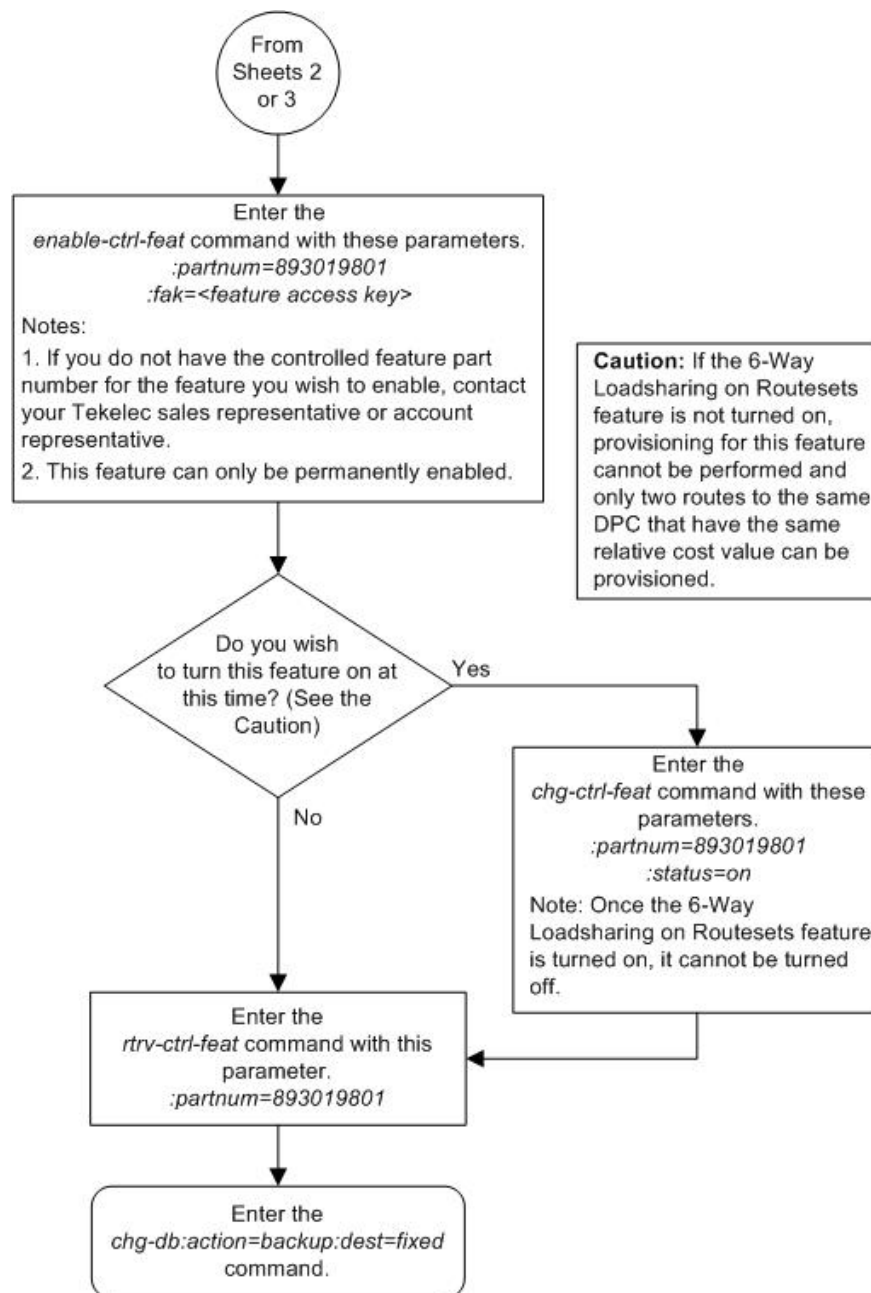 From
Sheets 2
or 3
Enter the
enable-ctrl-feat command with these parameters.
:partnum=893019801
:fak=<feature access key>
Notes:
1. If you do not have the controlled feature part
number for the feature you wish to enable, contact
your Tekelec sales representative or account
representative.
2. This feature can only be permanently enabled.
Caution: If the 6-Way
Loadsharing on Routesets
feature is not turned on,
provisioning for this feature
cannot be performed and
only two routes to the same
DPC that have the same
relative cost value can be
provisioned.
Do you wish
to turn this feature on at
this time? (See the
Caution)
Yes
No
Enter the
chg-ctrl-feat command with these
parameters.
:partnum=893019801
:status=on
Note: Once the 6-Way
Loadsharing on Routesets feature
is turned on, it cannot be turned
off.
Enter the
rtrv-ctrl-feat command with this
parameter.
:partnum=893019801
Enter the
chg-db:action=backup:dest=fixed
command.